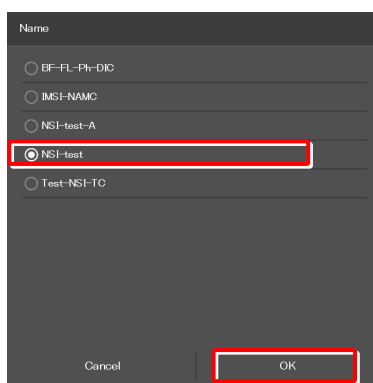 Name
BF-FL-Ph-DIC
IMSI-NAMC
NSI-test-A
NSI-test
Test-NSI-TC
Cancel OK